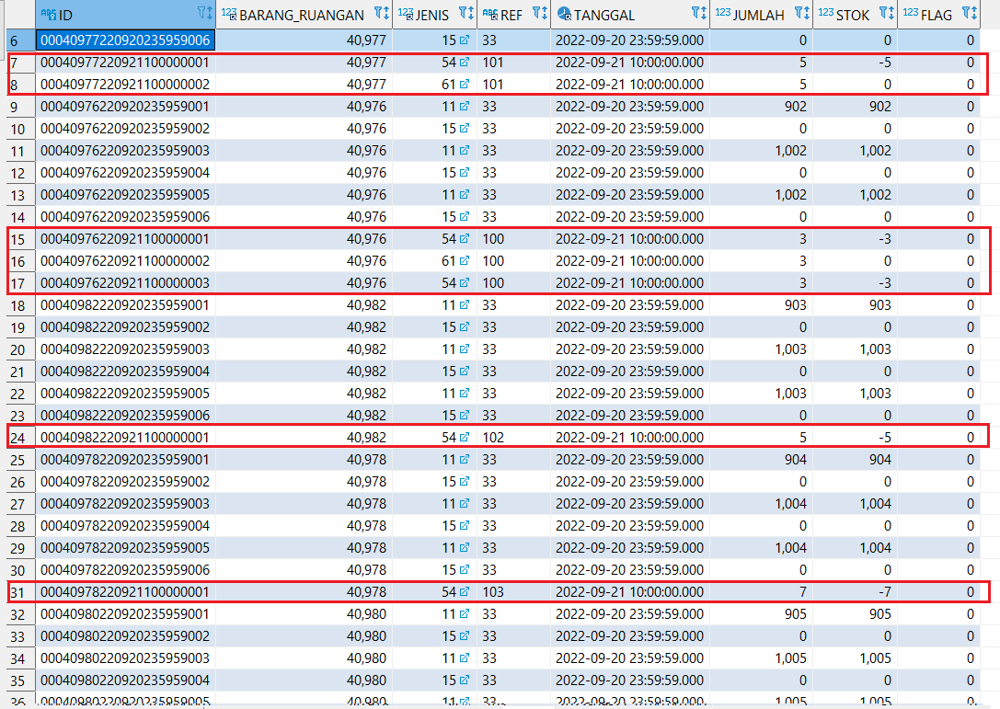 ID BARANG_RUANGAN JENIS REF TANGGAL JUMLAH STOK FLAG
6 00040977220920235959006 40,977 15 33 2022-09-20 23:59:59.000 0 0 0
7 00040977220921100000001 40,977 54 101 2022-09-21 10:00:00.000 5 -5 0
8 00040977220921100000002 40,977 61 101 2022-09-21 10:00:00.000 5 0 0
9 00040976220920235959001 40,976 11 33 2022-09-20 23:59:59.000 902 902 0
10 00040976220920235959002 40,976 15 33 2022-09-20 23:59:59.000 0 0 0
11 00040976220920235959003 40,976 11 33 2022-09-20 23:59:59.000 1,002 1,002 0
12 00040976220920235959004 40,976 15 33 2022-09-20 23:59:59.000 0 0 0
13 00040976220920235959005 40,976 11 33 2022-09-20 23:59:59.000 1,002 1,002 0
14 00040976220920235959006 40,976 15 33 2022-09-20 23:59:59.000 0 0 0
15 00040976220921100000001 40,976 54 100 2022-09-21 10:00:00.000 3 -3 0
16 00040976220921100000002 40,976 61 100 2022-09-21 10:00:00.000 3 0 0
17 00040976220921100000003 40,976 54 100 2022-09-21 10:00:00.000 3 -3 0
18 00040982220920235959001 40,982 11 33 2022-09-20 23:59:59.000 903 903 0
19 00040982220920235959002 40,982 15 33 2022-09-20 23:59:59.000 0 0 0
20 00040982220920235959003 40,982 11 33 2022-09-20 23:59:59.000 1,003 1,003 0
21 00040982220920235959004 40,982 15 33 2022-09-20 23:59:59.000 0 0 0
22 00040982220920235959005 40,982 11 33 2022-09-20 23:59:59.000 1,003 1,003 0
23 00040982220920235959006 40,982 15 33 2022-09-20 23:59:59.000 0 0 0
24 00040982220921100000001 40,982 54 102 2022-09-21 10:00:00.000 5 -5 0
25 00040978220920235959001 40,978 11 33 2022-09-20 23:59:59.000 904 904 0
26 00040978220920235959002 40,978 15 33 2022-09-20 23:59:59.000 0 0 0
27 00040978220920235959003 40,978 11 33 2022-09-20 23:59:59.000 1,004 1,004 0
28 00040978220920235959004 40,978 15 33 2022-09-20 23:59:59.000 0 0 0
29 00040978220920235959005 40,978 11 33 2022-09-20 23:59:59.000 1,004 1,004 0
30 00040978220920235959006 40,978 15 33 2022-09-20 23:59:59.000 0 0 0
31 00040978220921100000001 40,978 54 103 2022-09-21 10:00:00.000 7 -7 0
32 00040980220920235959001 40,980 11 33 2022-09-20 23:59:59.000 905 905 0
33 00040980220920235959002 40,980 15 33 2022-09-20 23:59:59.000 0 0 0
34 00040980220920235959003 40,980 11 33 2022-09-20 23:59:59.000 1,005 1,005 0
35 00040980220920235959004 40,980 15 33 2022-09-20 23:59:59.000 0 0 0
36 00040980220920235959005 40,980 11 33 2022-09-20 23:59:59.000 1,005 1,005 0